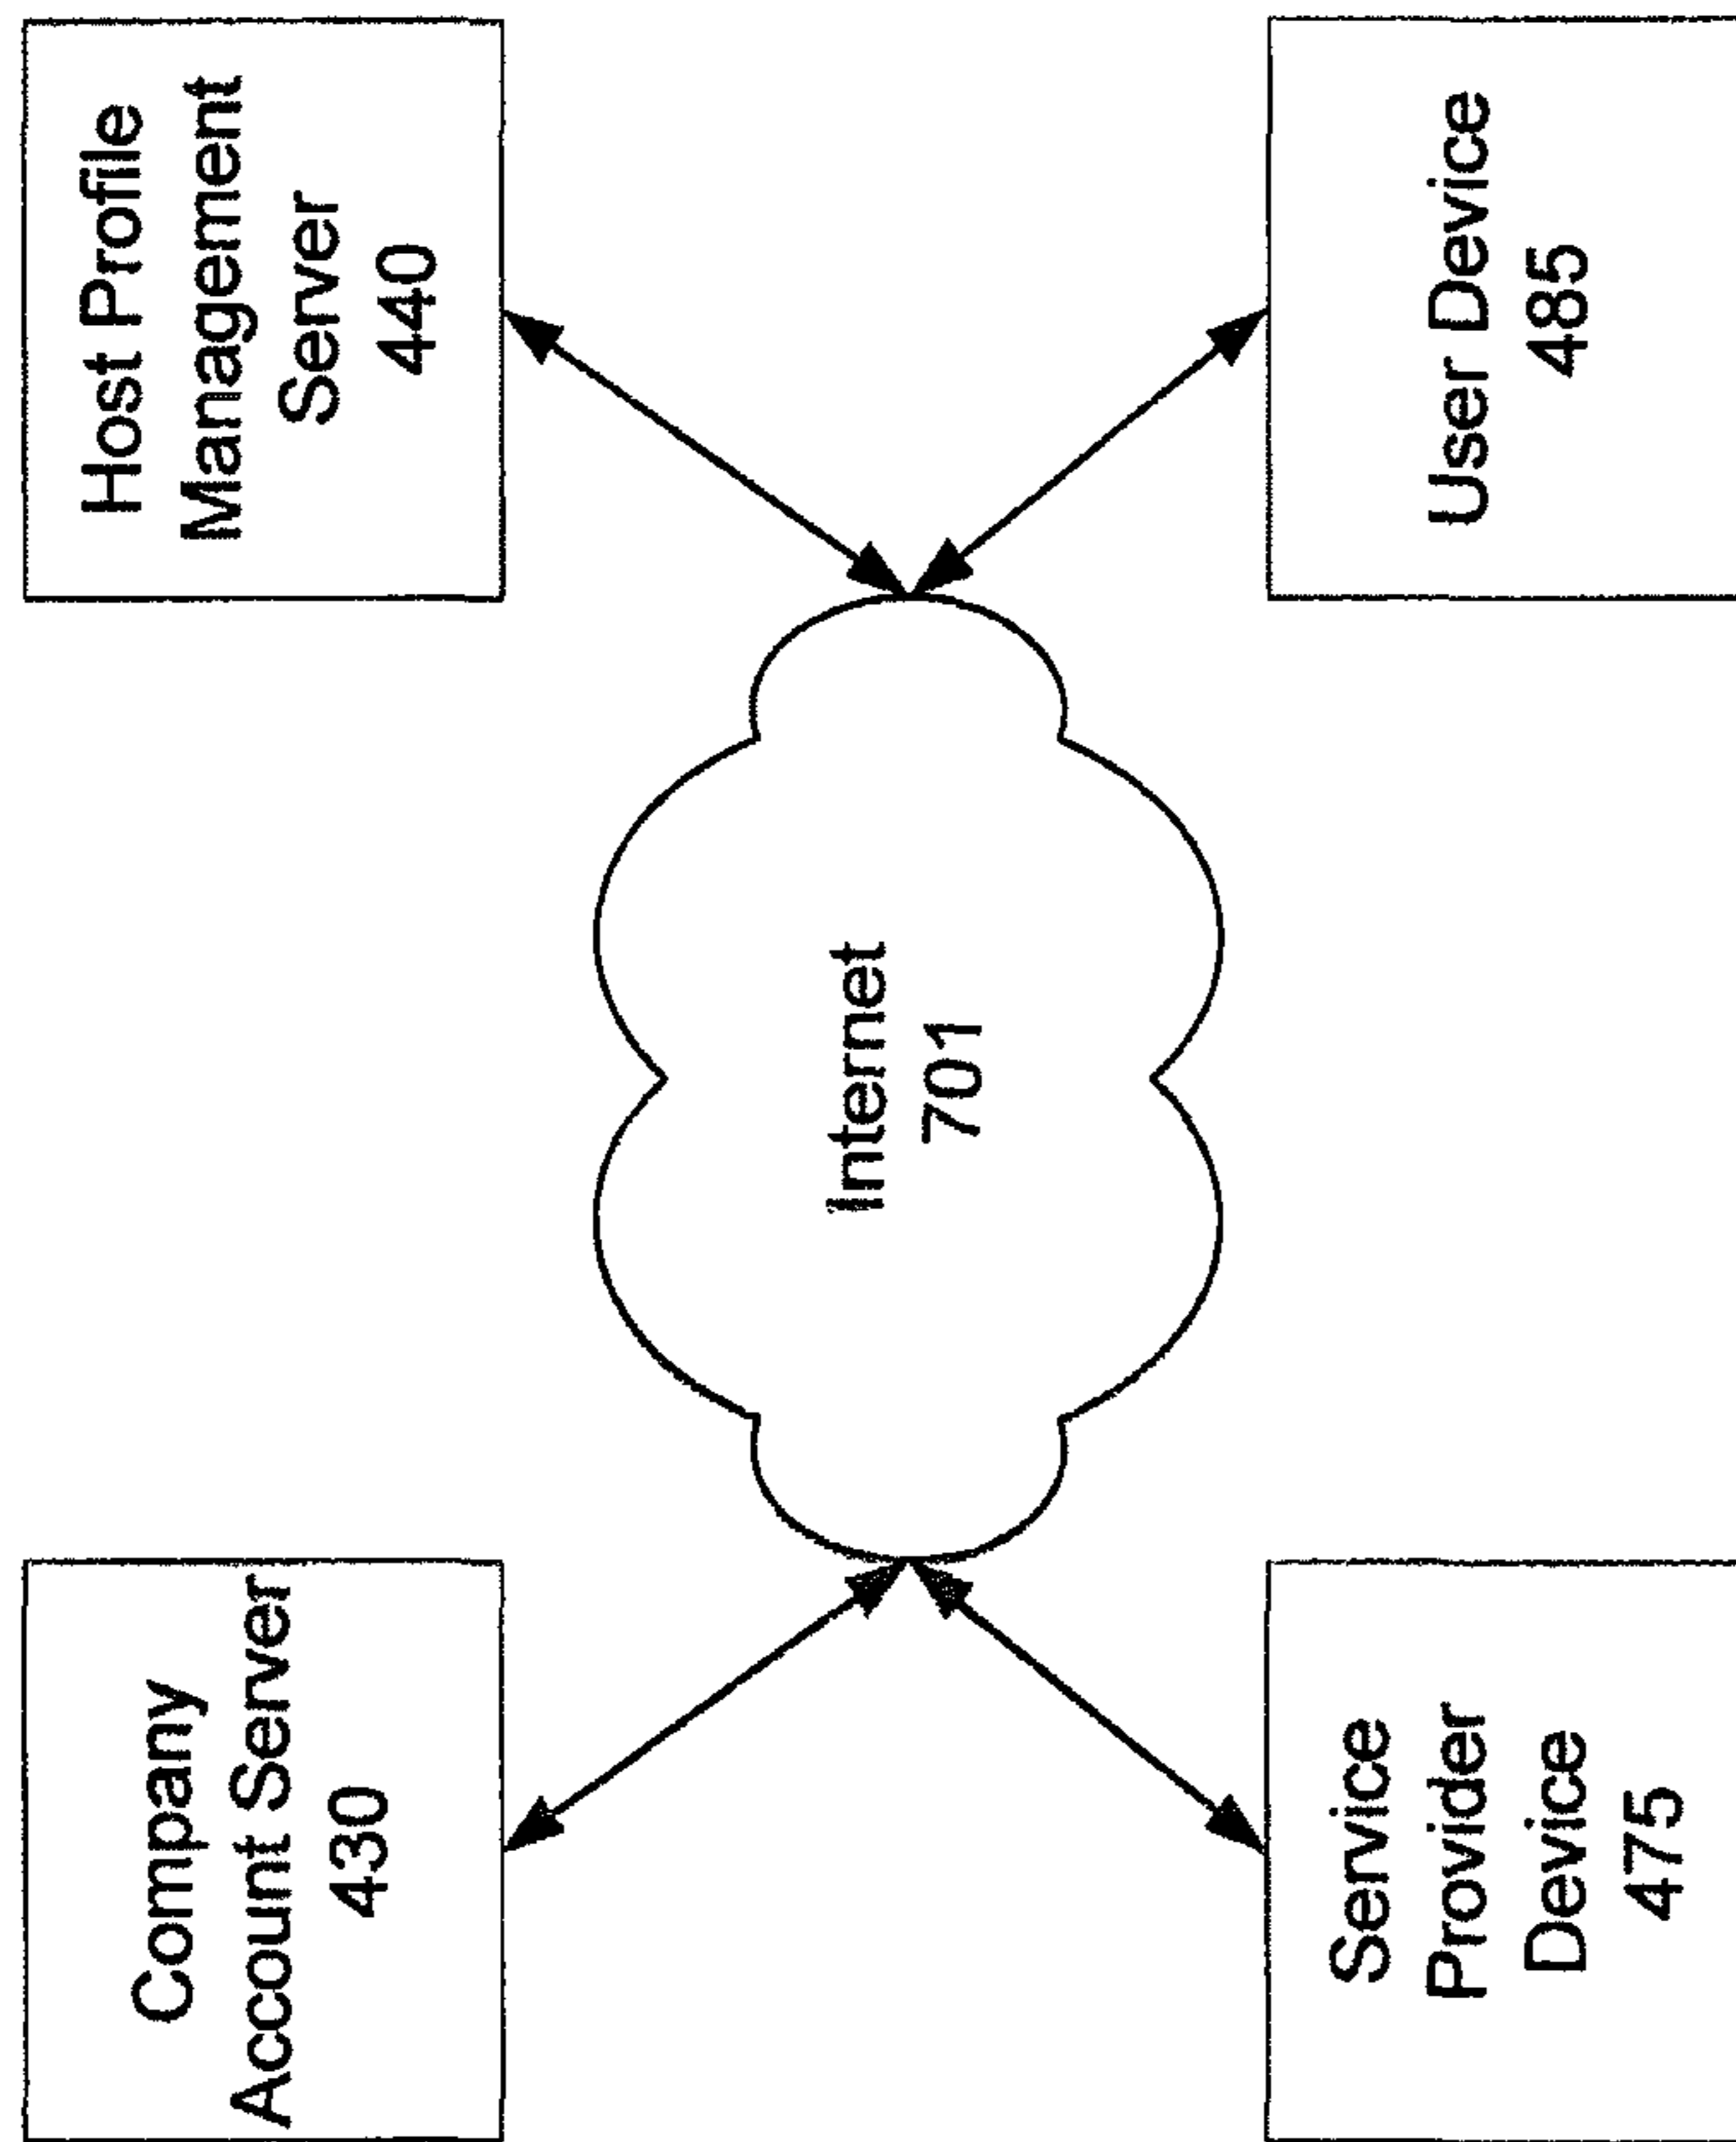 Company
Account Server
430
Host Profile
Management
Server
440
Internet
701
Service
Provider
Device
475
User Device
485